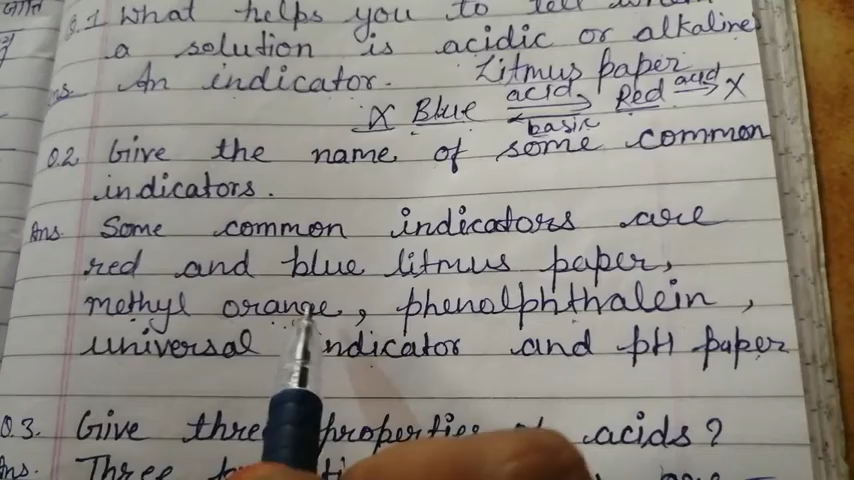 जाति
Q.1 What helps you to tell
a solution is acidic or alkaline
Ans. An indicator. Litmus paper
X Blue acid Red acid X
basic
Q.2 Give the name of some common
indicators.
Ans. Some common indicators are
red and blue litmus paper,
methyl orange, phenolphthalein,
universal indicator and pH paper
Q.3. Give three properties of acids?
Ans. Three